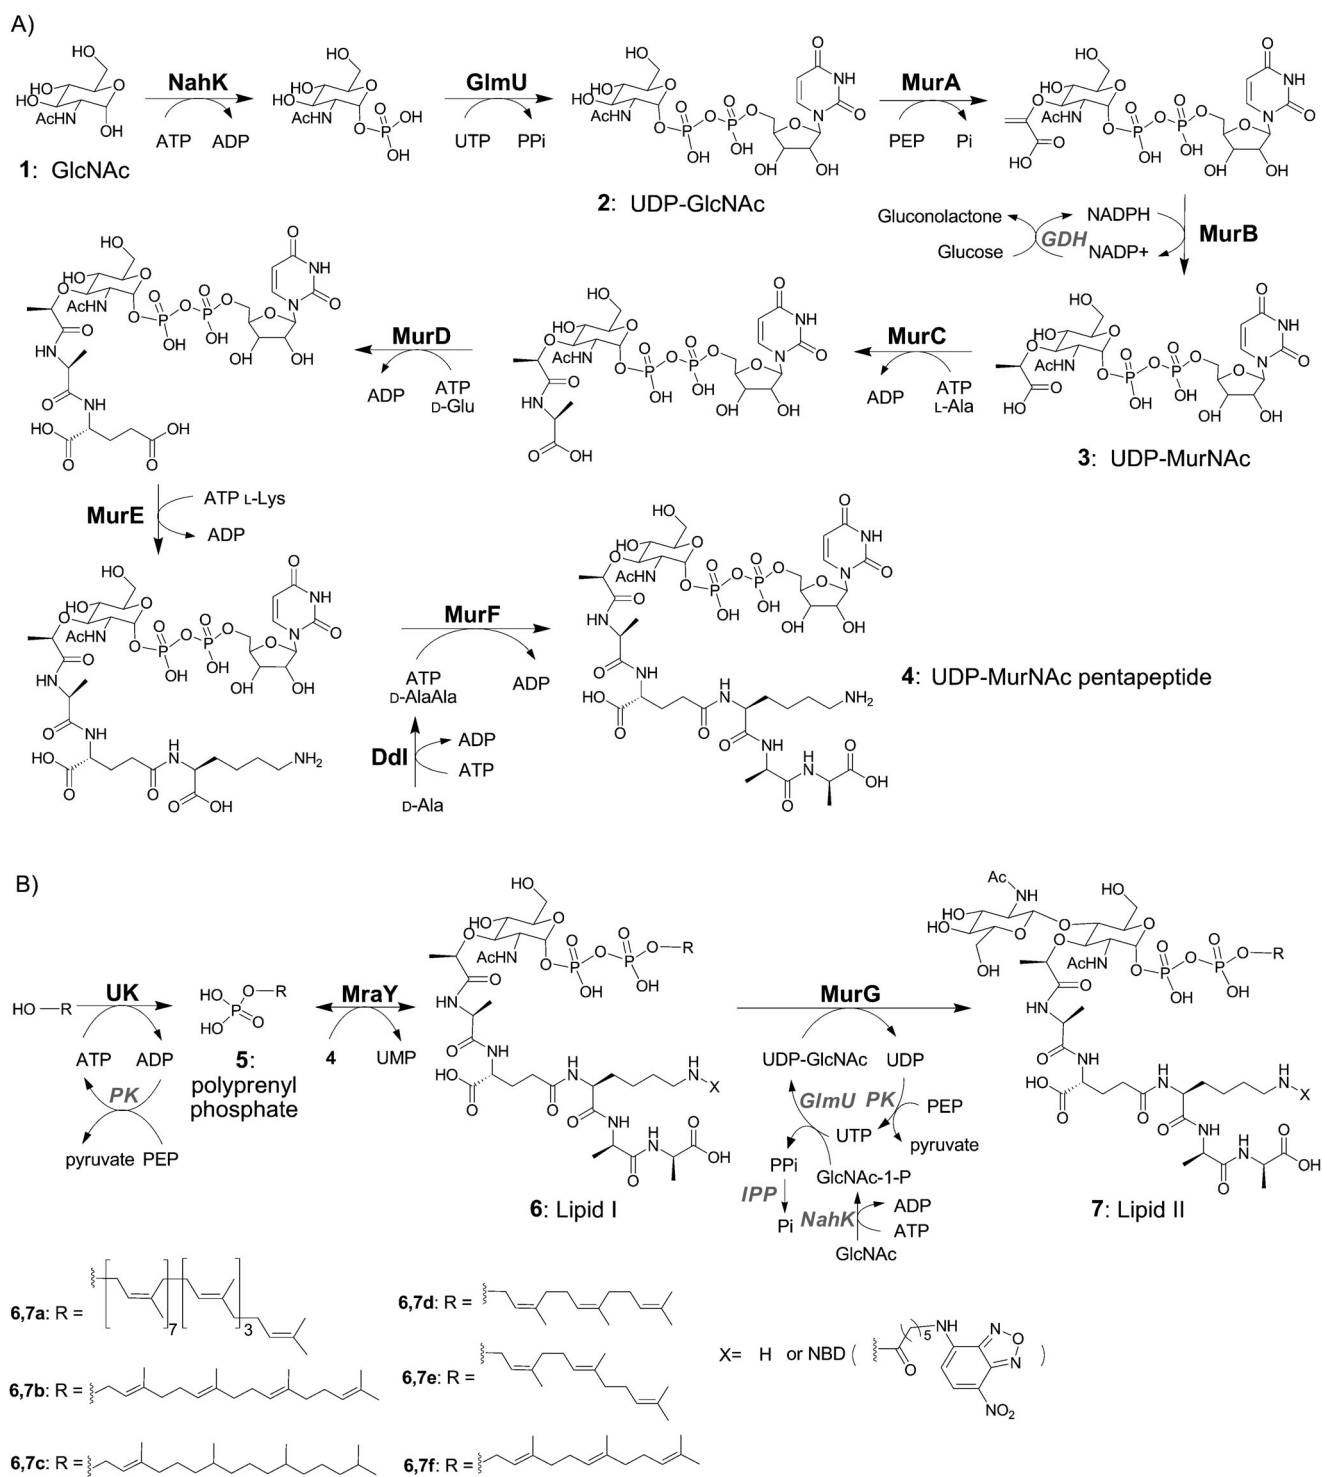 A)
NahK
ATP ADP
1: GlcNAc
GlmU
UTP PPi
2: UDP-GlcNAc
MurA
PEP Pi
Gluconolactone
Glucose
GDH
NADPH
NADP+
MurB
3: UDP-MurNAc
MurC
ADP
ATP
L-Ala
MurD
ADP
ATP
D-Glu
MurE
ATP L-Lys
ADP
MurF
ATP
D-AlaAla
ADP
Ddl
ADP
ATP
D-Ala
4: UDP-MurNAc pentapeptide
B)
HO—R
UK
ATP ADP
PK
pyruvate PEP
5:
polyprenyl
phosphate
MraY
4 UMP
6: Lipid I
MurG
UDP-GlcNAc UDP
GlmU PK
PEP
UTP
pyruvate
PPi
GlcNAc-1-P
IPP
Pi
NahK
ADP
ATP
GlcNAc
7: Lipid II
6,7a: R =
7
3
6,7b: R =
6,7c: R =
6,7d: R =
6,7e: R =
6,7f: R =
X= H or NBD (
5
NH
O
N
O
N
NO2
)